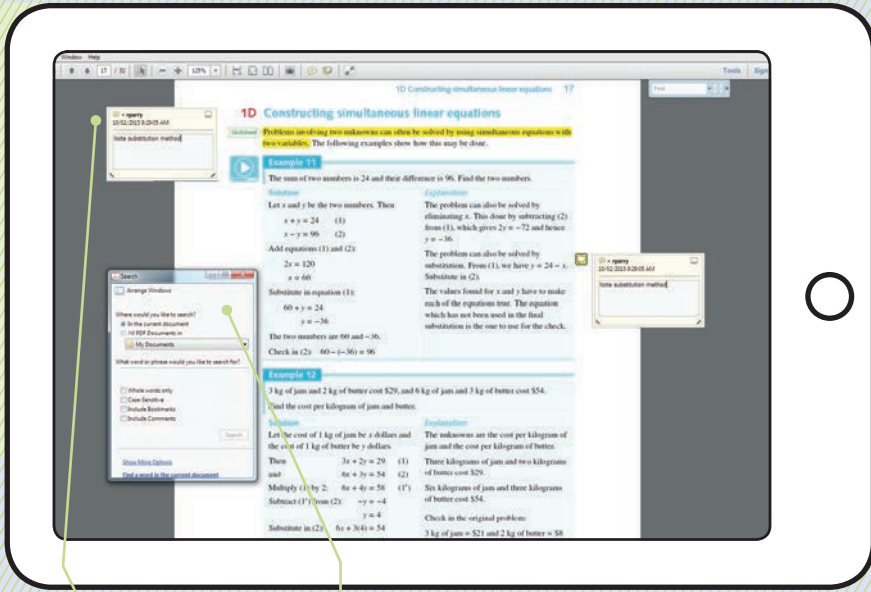 Window Help
17 / 32 125% Tools Sign
Find
1D Constructing simultaneous linear equations 17
1D Constructing simultaneous linear equations
Problems involving two unknowns can often be solved by using simultaneous equations with
two variables. The following examples show how this may be done.
rparry
10/02/2015 9:29:05 AM
Note substitution method
Example 11
The sum of two numbers is 24 and their difference is 96. Find the two numbers.
Solution
Let x and y be the two numbers. Then
x + y = 24 (1)
x − y = 96 (2)
Add equations (1) and (2):
2x = 120
x = 60
Substitute in equation (1):
60 + y = 24
y = −36
The two numbers are 60 and −36.
Check in (2): 60 − (−36) = 96
Explanation
The problem can also be solved by
eliminating x. This done by subtracting (2)
from (1), which gives 2y = −72 and hence
y = −36.
The problem can also be solved by
substitution. From (1), we have y = 24 − x.
Substitute in (2).
The values found for x and y have to make
each of the equations true. The equation
which has not been used in the final
substitution is the one to use for the check.
rparry
10/02/2015 9:29:05 AM
Note substitution method
Search
Arrange Windows
Where would you like to search?
In the current document
All PDF Documents in
My Documents
What word or phrase would you like to search for?
Whole words only
Case-Sensitive
Include Bookmarks
Include Comments
Search
Show More Options
Find a word in the current document
Example 12
3 kg of jam and 2 kg of butter cost $29, and 6 kg of jam and 3 kg of butter cost $54.
Find the cost per kilogram of jam and butter.
Solution
Let the cost of 1 kg of jam be x dollars and
the cost of 1 kg of butter be y dollars.
Then 3x + 2y = 29 (1)
and 6x + 3y = 54 (2)
Multiply (1) by 2: 6x + 4y = 58 (1′)
Subtract (1′) from (2): −y = −4
y = 4
Substitute in (2): 6x + 3(4) = 54
Explanation
The unknowns are the cost per kilogram of
jam and the cost per kilogram of butter.
Three kilograms of jam and two kilograms
of butter cost $29.
Six kilograms of jam and three kilograms
of butter cost $54.
Check in the original problem:
3 kg of jam = $21 and 2 kg of butter = $8